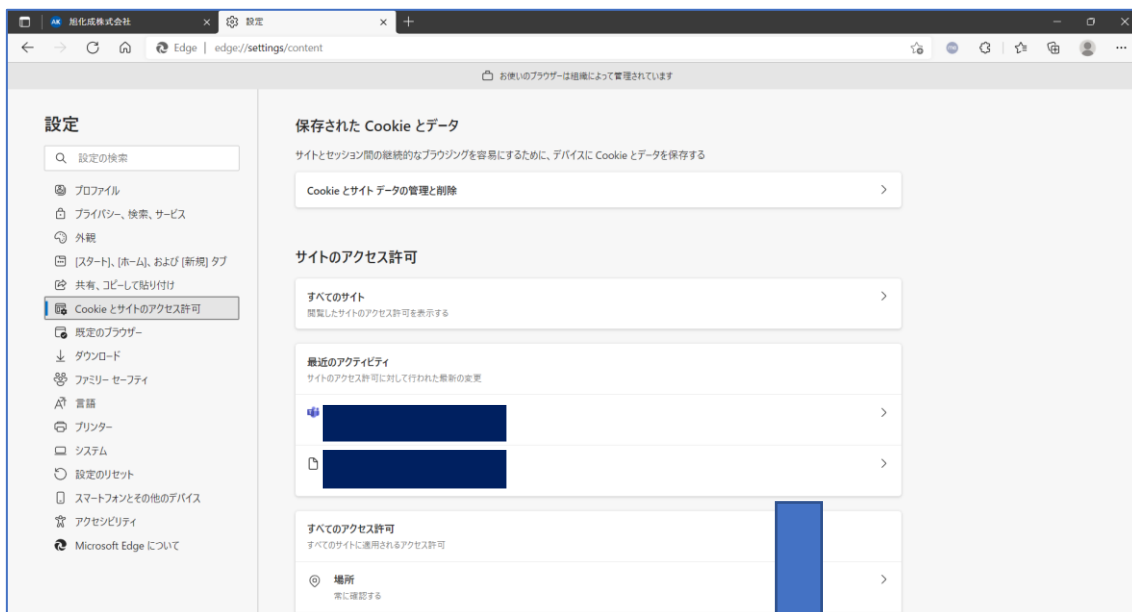 AK 旭化成株式会社
設定
Edge | edge://settings/content
お使いのブラウザーは組織によって管理されています
設定
設定の検索
プロファイル
プライバシー、検索、サービス
外観
[スタート]、[ホーム]、および [新規] タブ
共有、コピーして貼り付け
Cookie とサイトのアクセス許可
既定のブラウザー
ダウンロード
ファミリー セーフティ
言語
プリンター
システム
設定のリセット
スマートフォンとその他のデバイス
アクセシビリティ
Microsoft Edge について
保存された Cookie とデータ
サイトとセッション間の継続的なブラウジングを容易にするために、デバイスに Cookie とデータを保存する
Cookie とサイト データの管理と削除
サイトのアクセス許可
すべてのサイト
閲覧したサイトのアクセス許可を表示する
最近のアクティビティ
サイトのアクセス許可に対して行われた最新の変更
すべてのアクセス許可
すべてのサイトに適用されるアクセス許可
場所
常に確認する